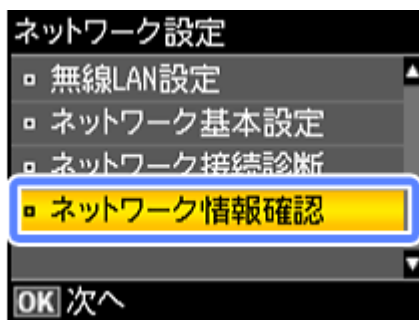 ネットワーク設定
無線LAN設定
ネットワーク基本設定
ネットワーク接続診断
ネットワーク情報確認
OK 次へ